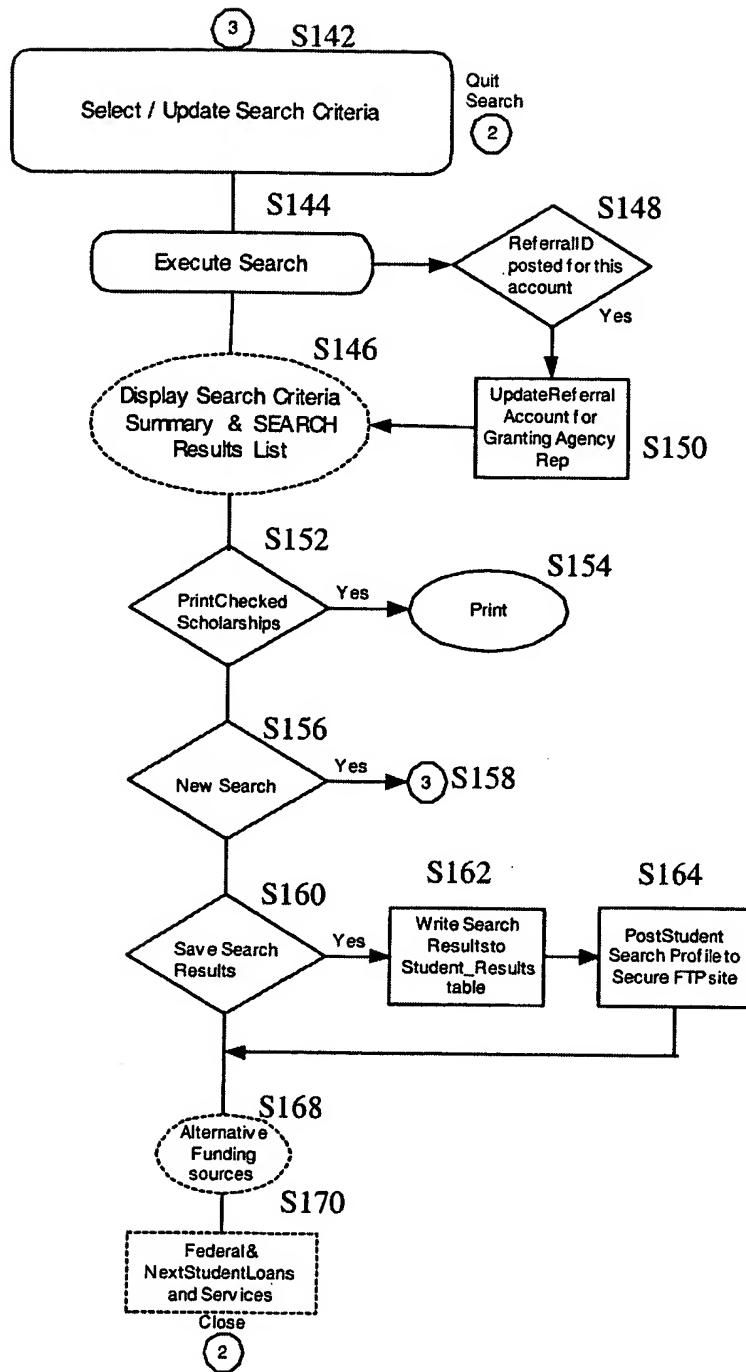 3
S142
Select / Update Search Criteria
Quit
Search
2
S144
Execute Search
S148
ReferralID
posted for this
account
Yes
S146
Display Search Criteria
Summary & SEARCH
Results List
UpdateReferral
Account for
Granting Agency
Rep
S150
S152
PrintChecked
Scholarships
Yes
S154
Print
S156
New Search
Yes
3
S158
S160
Save Search
Results
Yes
S162
Write Search
Results to
Student_Results
table
S164
PostStudent
Search Profile to
Secure FTP site
S168
Alternative
Funding
sources
S170
Federal &
NextStudentLoans
and Services
Close
2